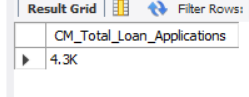 Result Grid Filter Rows:
CM_Total_Loan_Applications
4.3K